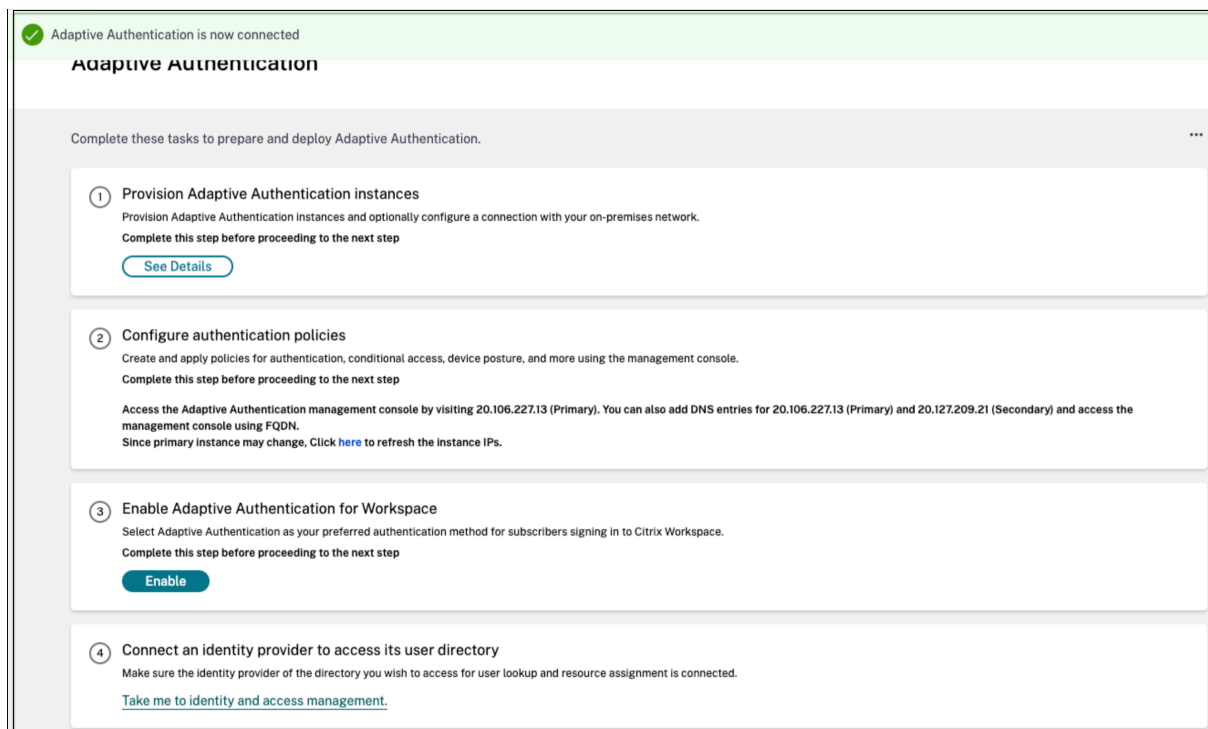 Adaptive Authentication is now connected
Adaptive Authentication
Complete these tasks to prepare and deploy Adaptive Authentication.
...
1
Provision Adaptive Authentication instances
Provision Adaptive Authentication instances and optionally configure a connection with your on-premises network.
Complete this step before proceeding to the next step
See Details
2
Configure authentication policies
Create and apply policies for authentication, conditional access, device posture, and more using the management console.
Complete this step before proceeding to the next step
Access the Adaptive Authentication management console by visiting 20.106.227.13 (Primary). You can also add DNS entries for 20.106.227.13 (Primary) and 20.127.209.21 (Secondary) and access the
management console using FQDN.
Since primary instance may change, Click here to refresh the instance IPs.
3
Enable Adaptive Authentication for Workspace
Select Adaptive Authentication as your preferred authentication method for subscribers signing in to Citrix Workspace.
Complete this step before proceeding to the next step
Enable
4
Connect an identity provider to access its user directory
Make sure the identity provider of the directory you wish to access for user lookup and resource assignment is connected.
Take me to identity and access management.